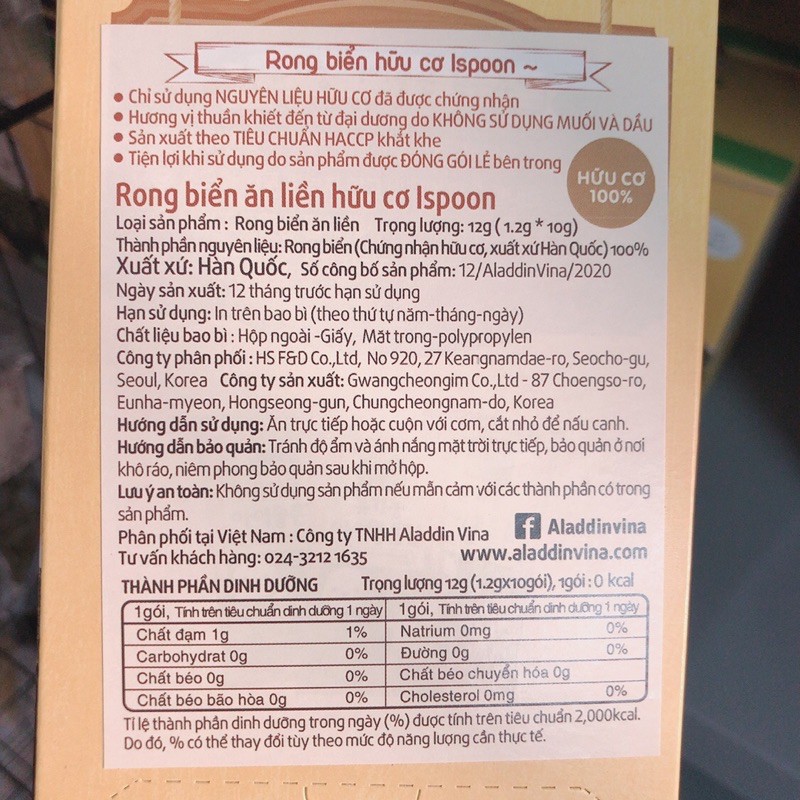 Rong biển hữu cơ Ispoon ~
• Chỉ sử dụng NGUYÊN LIỆU HỮU CƠ đã được chứng nhận
• Hương vị thuần khiết đến từ đại dương do KHÔNG SỬ DỤNG MUỐI VÀ DẦU
• Sản xuất theo TIÊU CHUẨN HACCP khắt khe
• Tiện lợi khi sử dụng do sản phẩm được ĐÓNG GÓI LẺ bên trong
HỮU CƠ
100%
Rong biển ăn liền hữu cơ Ispoon
Loại sản phẩm : Rong biển ăn liền Trọng lượng: 12g ( 1.2g * 10g)
Thành phần nguyên liệu: Rong biển (Chứng nhận hữu cơ, xuất xứ Hàn Quốc) 100%
Xuất xứ: Hàn Quốc, Số công bố sản phẩm: 12/AladdinVina/2020
Ngày sản xuất: 12 tháng trước hạn sử dụng
Hạn sử dụng: In trên bao bì (theo thứ tự năm-tháng-ngày)
Chất liệu bao bì : Hộp ngoài -Giấy, Mặt trong-polypropylen
Công ty phân phối : HS F&D Co.,Ltd, No 920, 27 Keangnamdae-ro, Seocho-gu,
Seoul, Korea Công ty sản xuất: Gwangcheongim Co.,Ltd - 87 Choengso-ro,
Eunha-myeon, Hongseong-gun, Chungcheongnam-do, Korea
Hướng dẫn sử dụng: Ăn trực tiếp hoặc cuộn với cơm, cắt nhỏ để nấu canh.
Hướng dẫn bảo quản: Tránh độ ẩm và ánh nắng mặt trời trực tiếp, bảo quản ở nơi
khô ráo, niêm phong bảo quản sau khi mở hộp.
Lưu ý an toàn: Không sử dụng sản phẩm nếu mẫn cảm với các thành phần có trong
sản phẩm.
Phân phối tại Việt Nam : Công ty TNHH Aladdin Vina Aladdinvina
Tư vấn khách hàng: 024-3212 1635 www.aladdinvina.com
THÀNH PHẦN DINH DƯỠNG Trọng lượng 12g (1.2gx10gói), 1gói : 0 kcal
1gói, Tính trên tiêu chuẩn dinh dưỡng 1 ngày 1gói, Tính trên tiêu chuẩn dinh dưỡng 1 ngày
Chất đạm 1g 1% Natrium 0mg 0%
Carbohydrat 0g 0% Đường 0g 0%
Chất béo 0g 0% Chất béo chuyển hóa 0g
Chất béo bão hòa 0g 0% Cholesterol 0mg 0%
Tỉ lệ thành phần dinh dưỡng trong ngày (%) được tính trên tiêu chuẩn 2,000kcal.
Do đó, % có thể thay đổi tùy theo mức độ năng lượng cần thực tế.